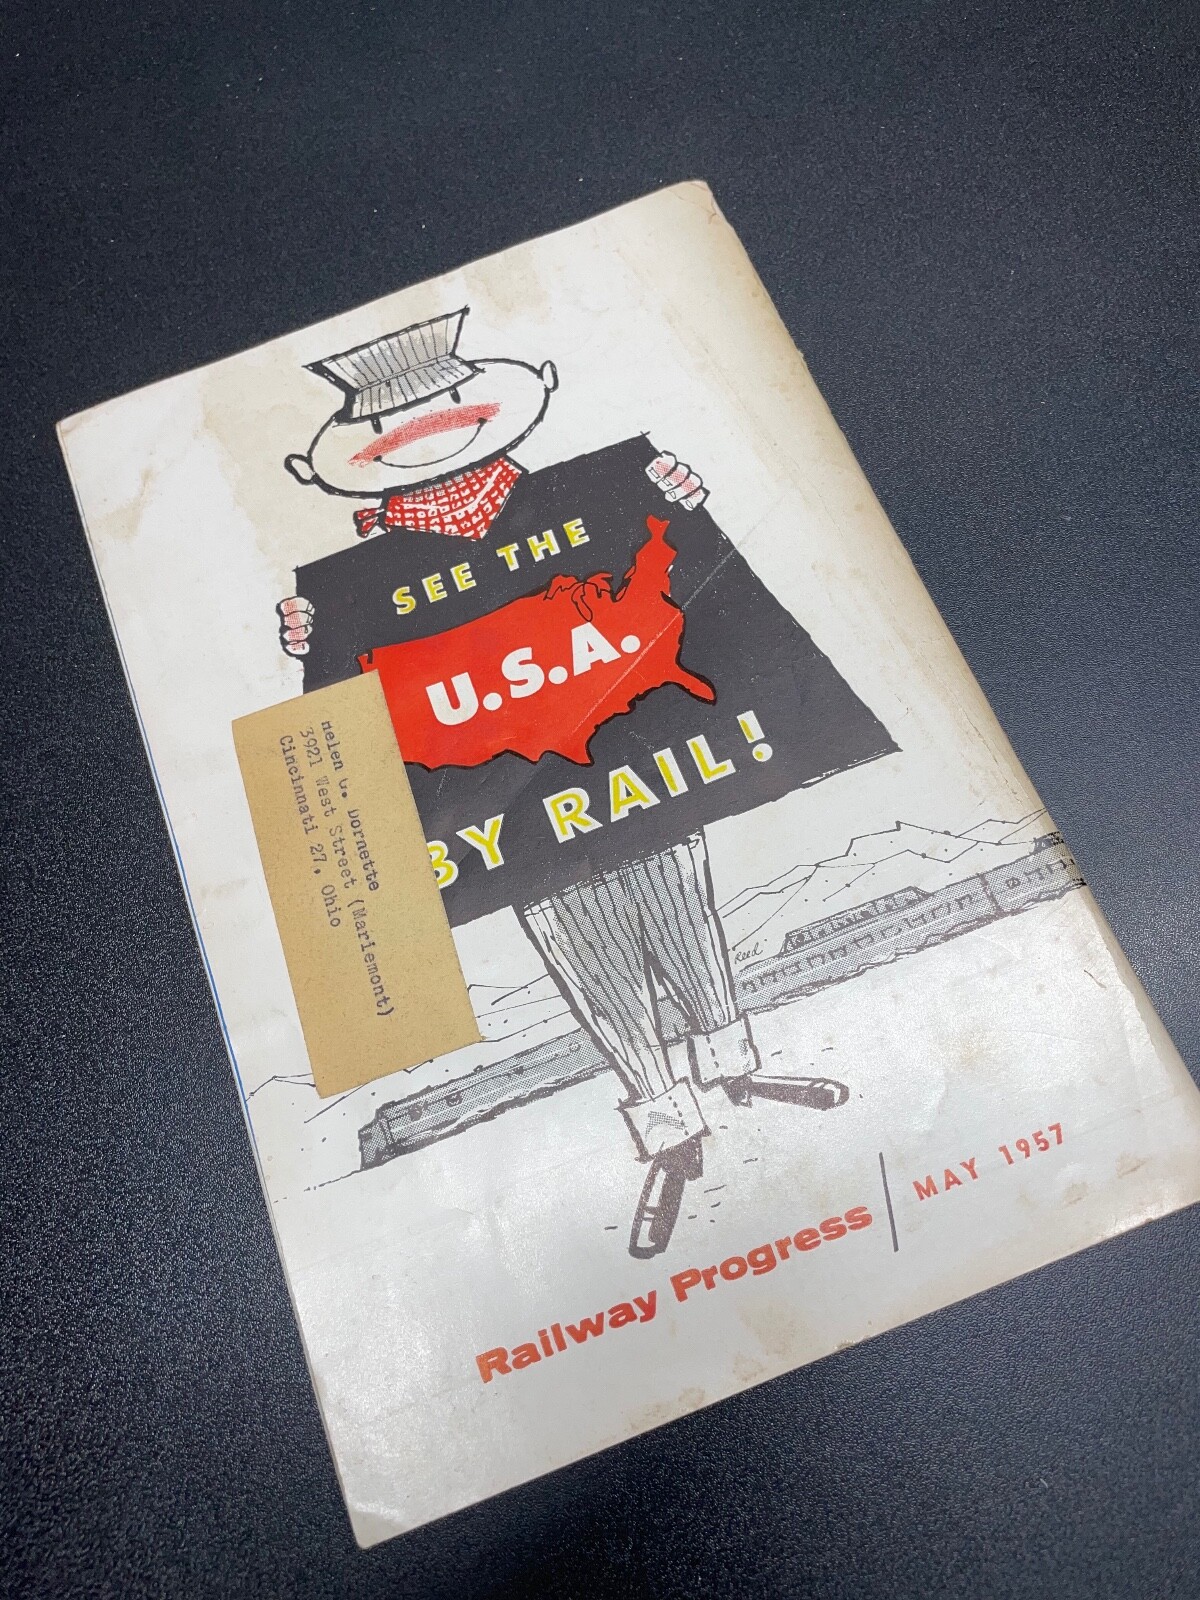 SEE THE
U.S.A.
BY RAIL!
Helen G. Dornette
3921 West Street (Mariemont)
Cincinnati 27, Ohio
Reed
Railway Progress | MAY 1957